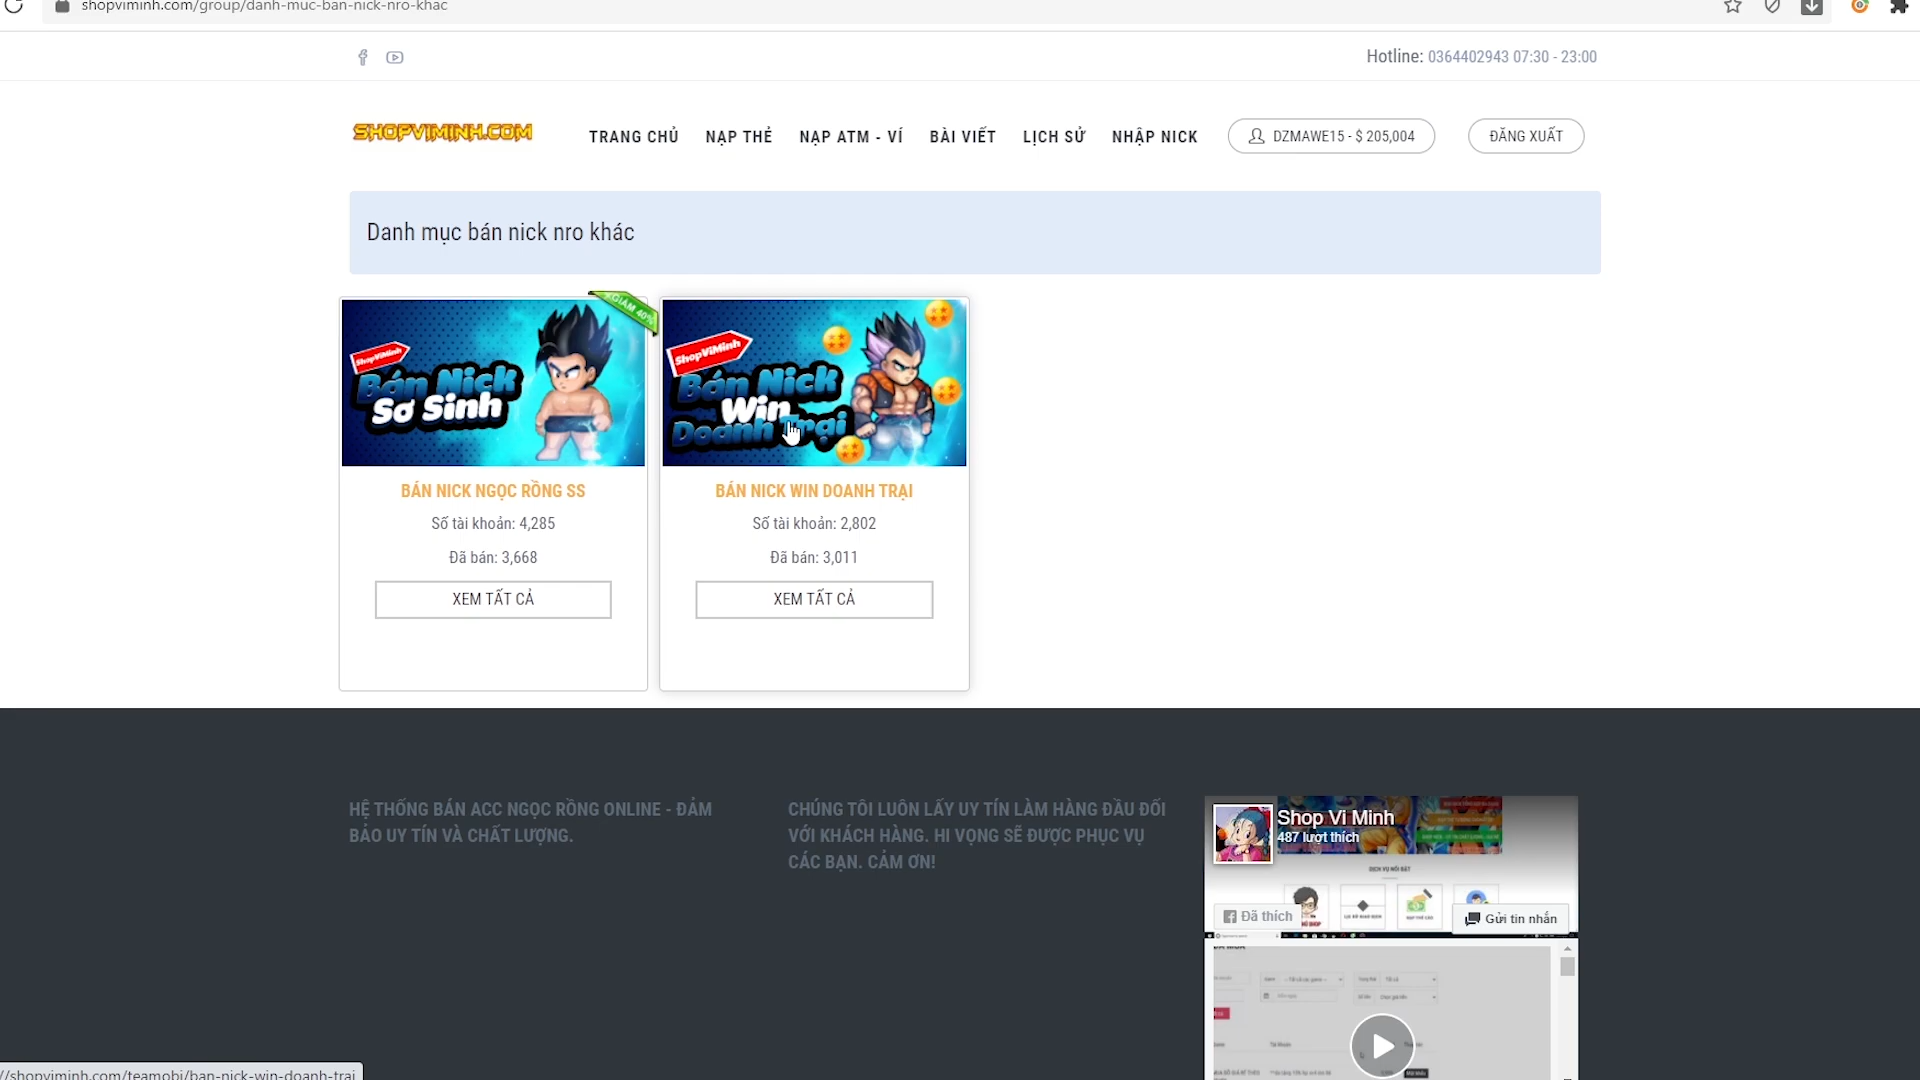 shopviminh.com/group/danh-muc-ban-nick-nro-khac
Hotline: 0364402943 07:30 - 23:00
SHOPVIMINH.COM
TRANG CHỦ
NẠP THẺ
NẠP ATM - VÍ
BÀI VIẾT
LỊCH SỬ
NHẬP NICK
DZMAWE15 - $ 205,004
ĐĂNG XUẤT
Danh mục bán nick nro khác
GIẢM 40%
ShopViMinh
Bán Nick
Sơ Sinh
ShopViMinh
Bán Nick
Win
Doanh Trại
BÁN NICK NGỌC RỒNG SS
Số tài khoản: 4,285
Đã bán: 3,668
XEM TẤT CẢ
BÁN NICK WIN DOANH TRẠI
Số tài khoản: 2,802
Đã bán: 3,011
XEM TẤT CẢ
HỆ THỐNG BÁN ACC NGỌC RỒNG ONLINE - ĐẢM
BẢO UY TÍN VÀ CHẤT LƯỢNG.
CHÚNG TÔI LUÔN LẤY UY TÍN LÀM HÀNG ĐẦU ĐỐI
VỚI KHÁCH HÀNG. HI VỌNG SẼ ĐƯỢC PHỤC VỤ
CÁC BẠN. CẢM ƠN!
Shop Vi Minh
487 lượt thích
DỊCH VỤ NỔI BẬT
Đã thích
Gửi tin nhắn
//shopviminh.com/teamobi/ban-nick-win-doanh-trai